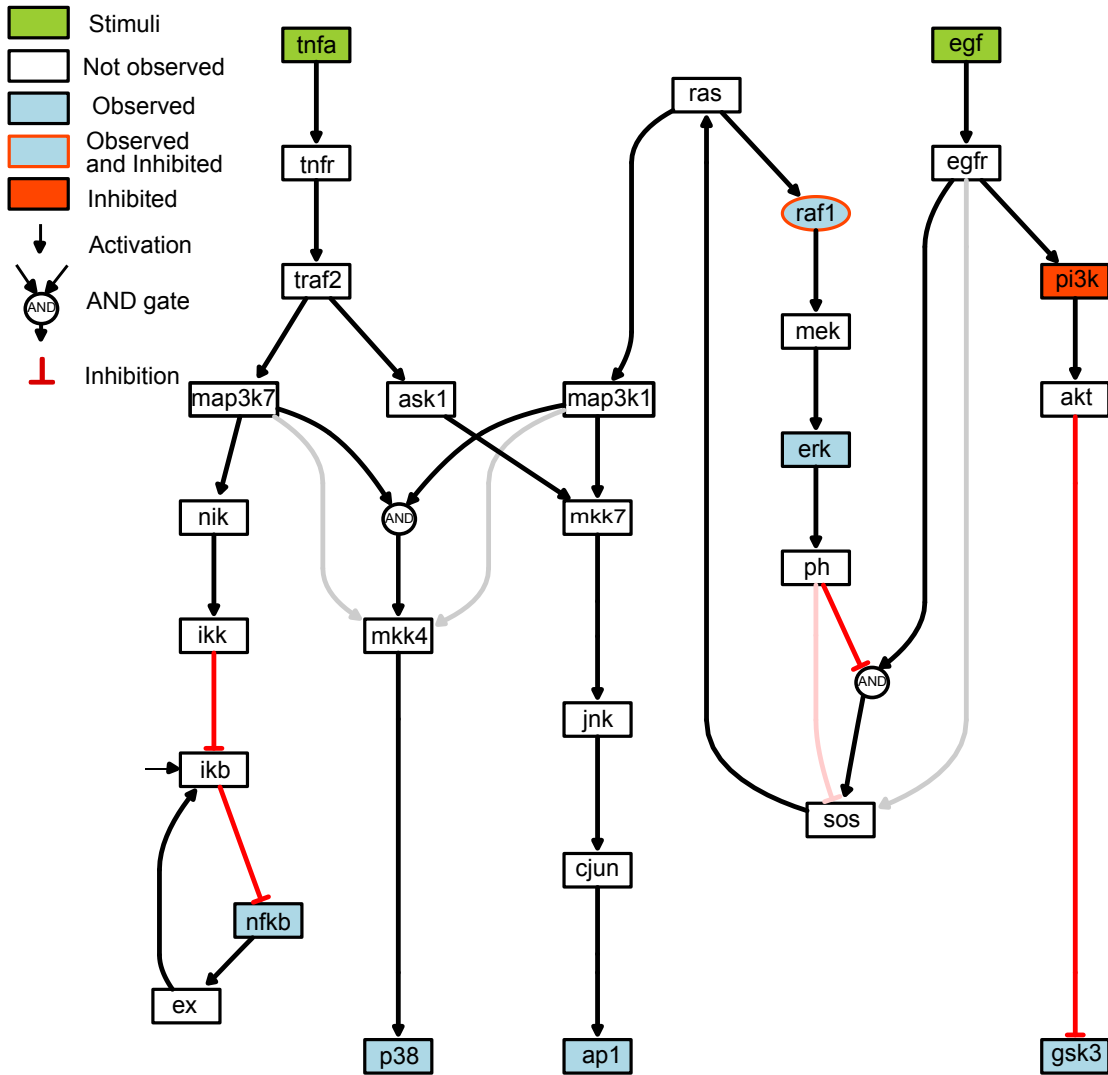 Stimuli
Not observed
Observed
Observed
and Inhibited
Inhibited
Activation
AND
AND gate
Inhibition
tnfa
egf
ras
tnfr
egfr
raf1
traf2
pi3k
mek
map3k7
ask1
map3k1
akt
erk
nik
AND
mkk7
ph
ikk
mkk4
AND
jnk
ikb
sos
cjun
nfkb
ex
p38
ap1
gsk3